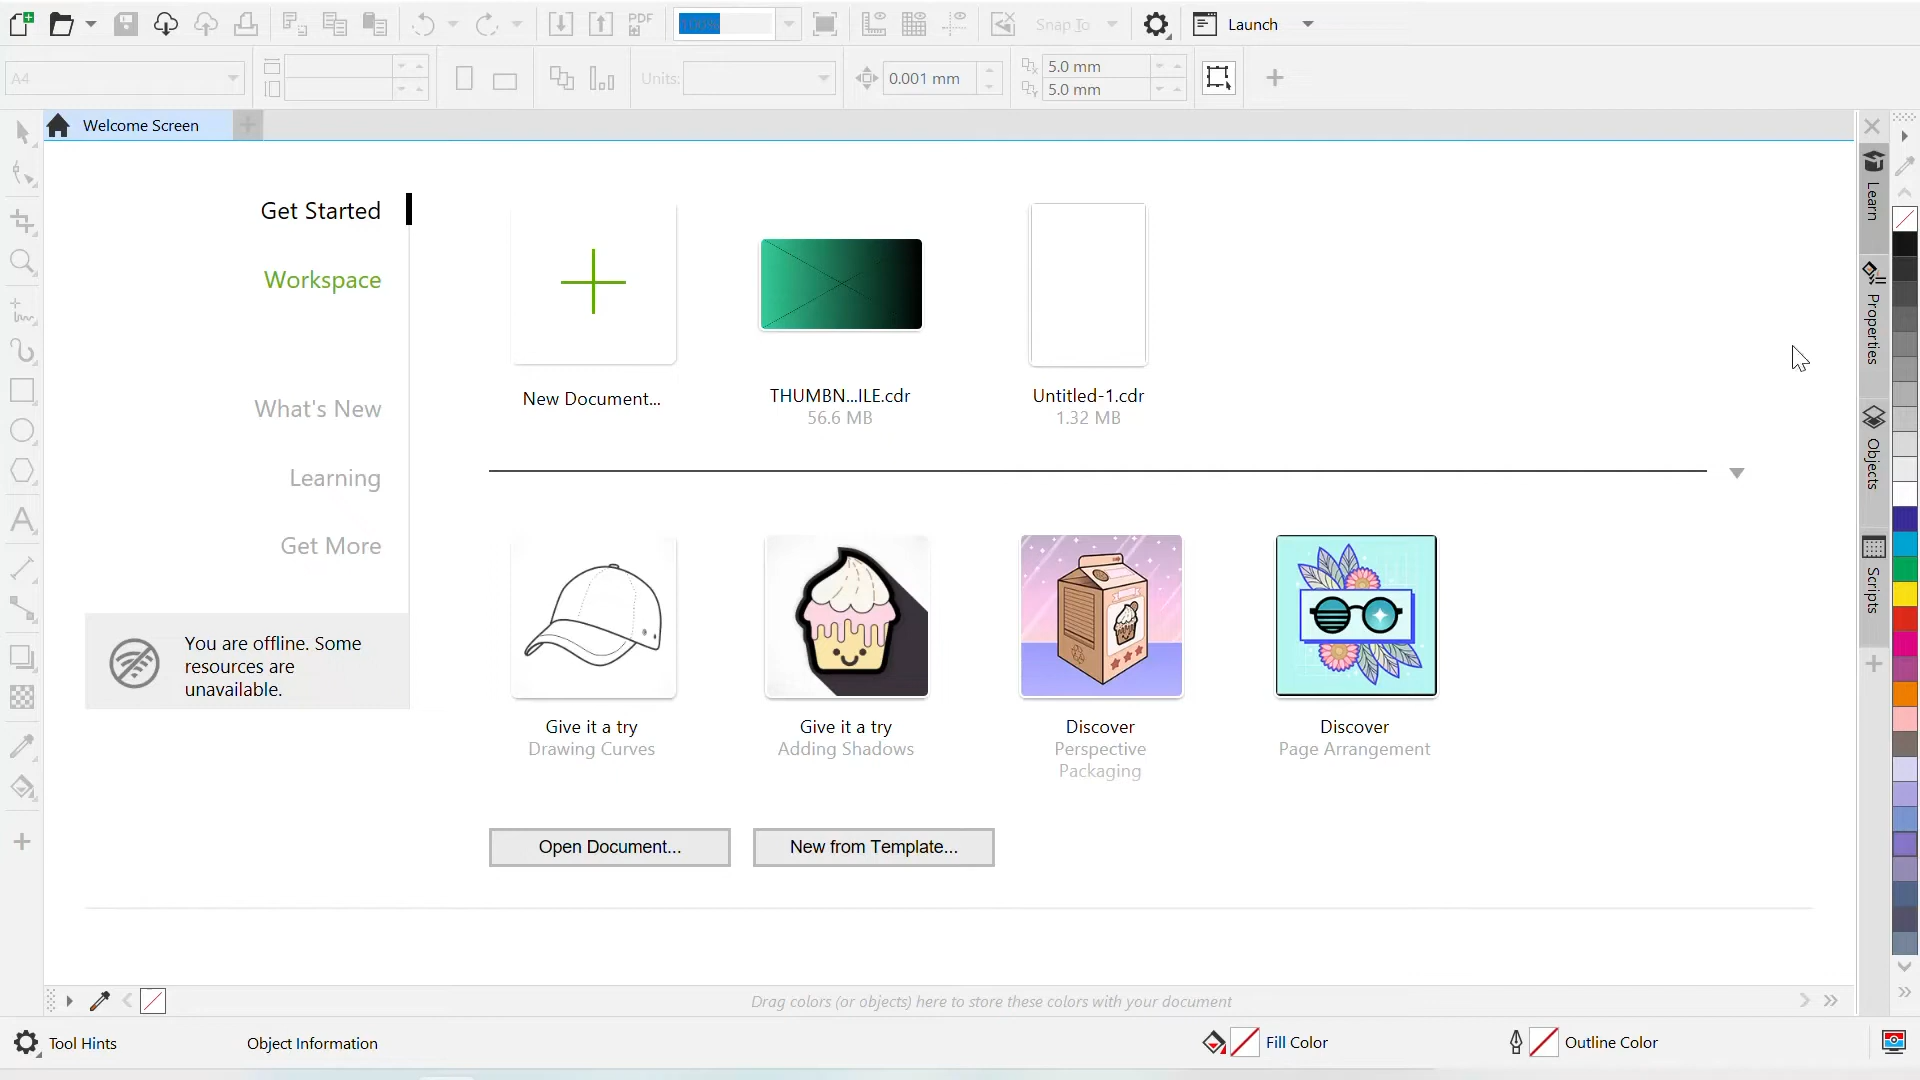 PDF
100%
Snap To
Launch
A4
Units:
0.001 mm
5.0 mm
5.0 mm
Welcome Screen
Get Started
Workspace
What's New
Learning
Get More
You are offline. Some
resources are
unavailable.
New Document...
THUMBN...ILE.cdr
56.6 MB
Untitled-1.cdr
1.32 MB
Give it a try
Drawing Curves
Give it a try
Adding Shadows
Discover
Perspective
Packaging
Discover
Page Arrangement
Open Document...
New from Template...
Learn
Properties
Objects
Scripts
Drag colors (or objects) here to store these colors with your document
Tool Hints
Object Information
Fill Color
Outline Color